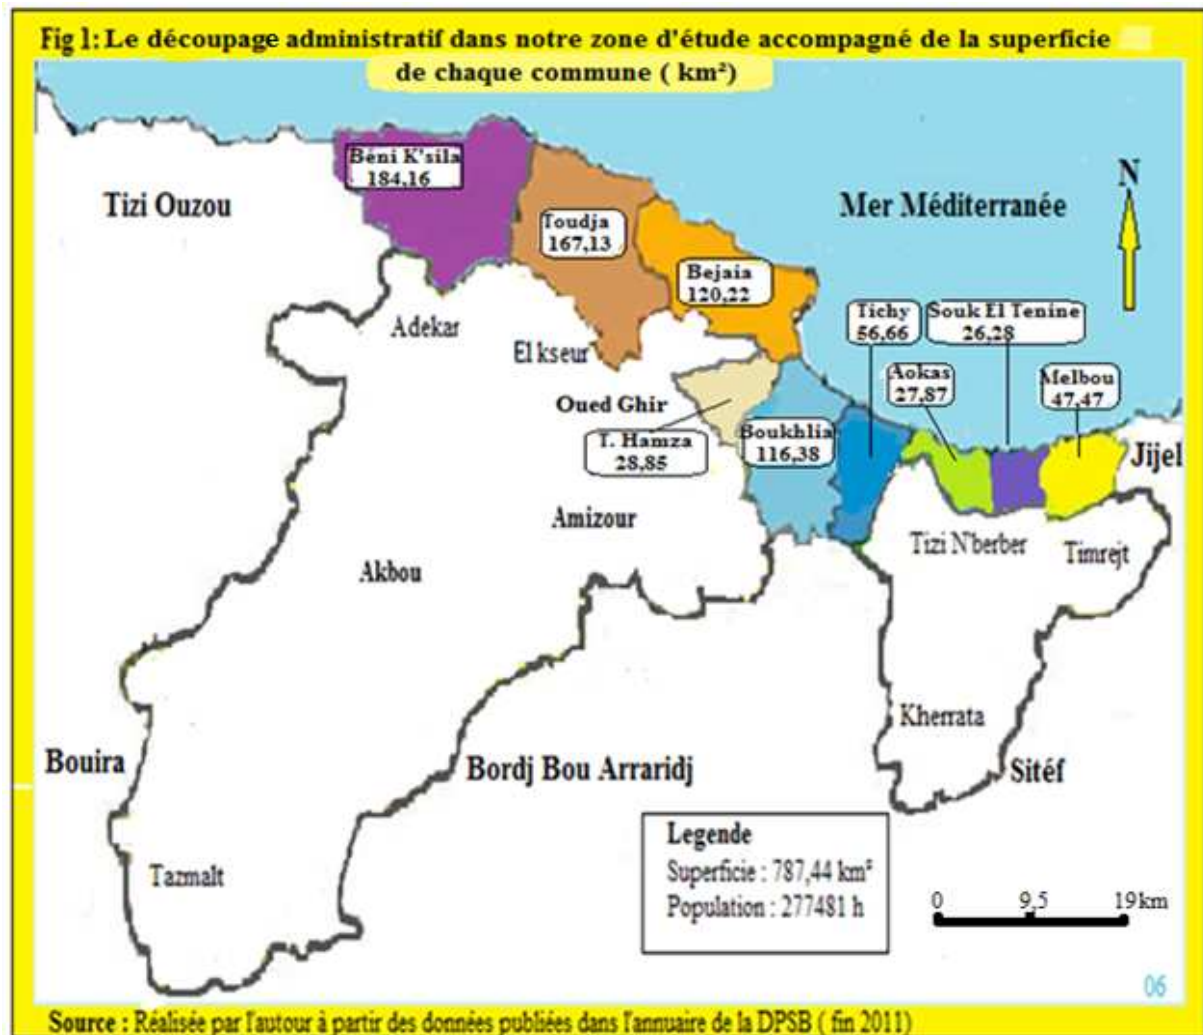 Fig 1: Le découpage administratif dans notre zone d'étude accompagné de la superficie
de chaque commune ( km²)
Béni K'sila
184,16
Tizi Ouzou
Toudja
167,13
Mer Méditerranée
N
Bejaia
120,22
Tichy
56,66
Souk El Tenine
26,28
Adekar
El kseur
Aokas
27,87
Melbou
47,47
Oued Ghir
T. Hamza
28,85
Boukhlia
116,38
Jijel
Amizour
Tizi N'berber
Timrejt
Akbou
Kherrata
Bouira
Bordj Bou Arraridj
Sitéf
Legende
Superficie : 787,44 km²
Population : 277481 h
Tazmalt
0 9,5 19km
06
Source : Réalisée par l'autour à partir des données publiées dans l'annuaire de la DPSB ( fin 2011)